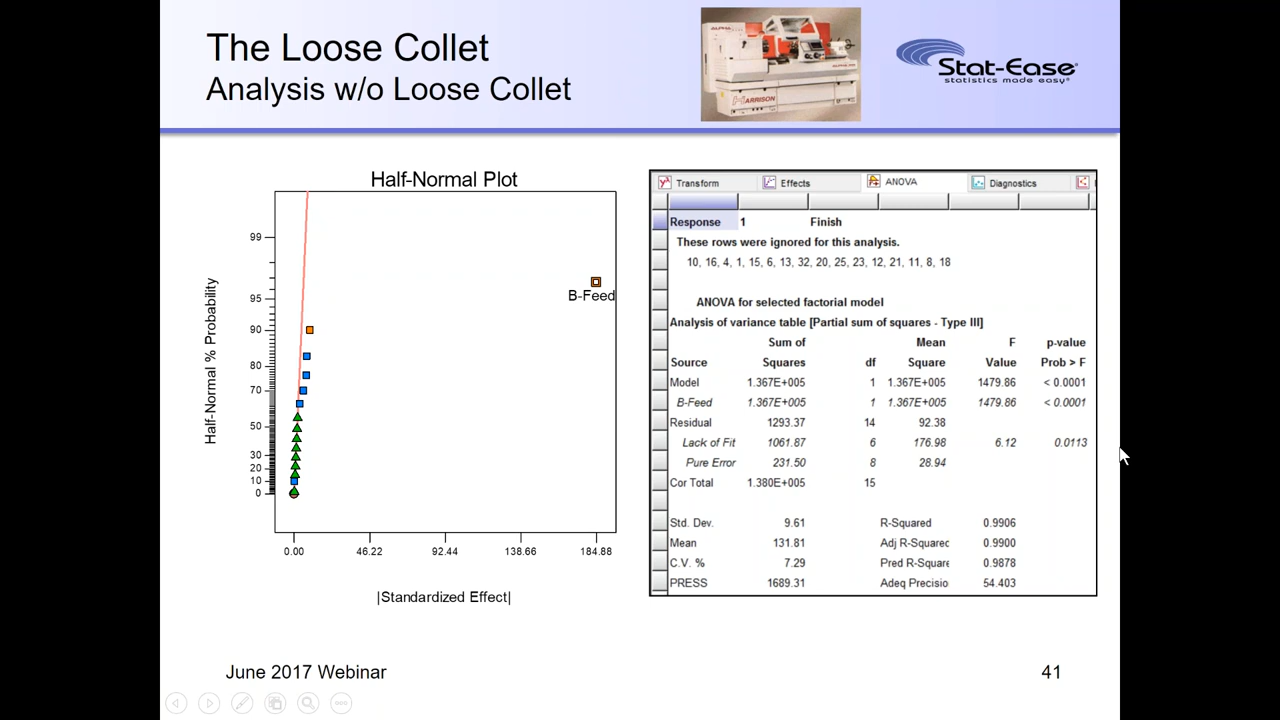 The Loose Collet
Analysis w/o Loose Collet
HARRISON
Stat-Ease
statistics made easy®
Half-Normal Plot
Half-Normal % Probability
99
95
90
80
70
50
30
20
10
0
B-Feed
0.00 46.22 92.44 138.66 184.88
|Standardized Effect|
Transform Effects ANOVA Diagnostics
Response 1 Finish
These rows were ignored for this analysis.
10, 16, 4, 1, 15, 6, 13, 32, 20, 25, 23, 12, 21, 11, 8, 18
ANOVA for selected factorial model
Analysis of variance table [Partial sum of squares - Type III]
Sum of Mean F p-value
Source Squares df Square Value Prob > F
Model 1.367E+005 1 1.367E+005 1479.86 < 0.0001
B-Feed 1.367E+005 1 1.367E+005 1479.86 < 0.0001
Residual 1293.37 14 92.38
Lack of Fit 1061.87 6 176.98 6.12 0.0113
Pure Error 231.50 8 28.94
Cor Total 1.380E+005 15
Std. Dev. 9.61 R-Squared 0.9906
Mean 131.81 Adj R-Squared 0.9900
C.V. % 7.29 Pred R-Square 0.9878
PRESS 1689.31 Adeq Precisio 54.403
June 2017 Webinar 41